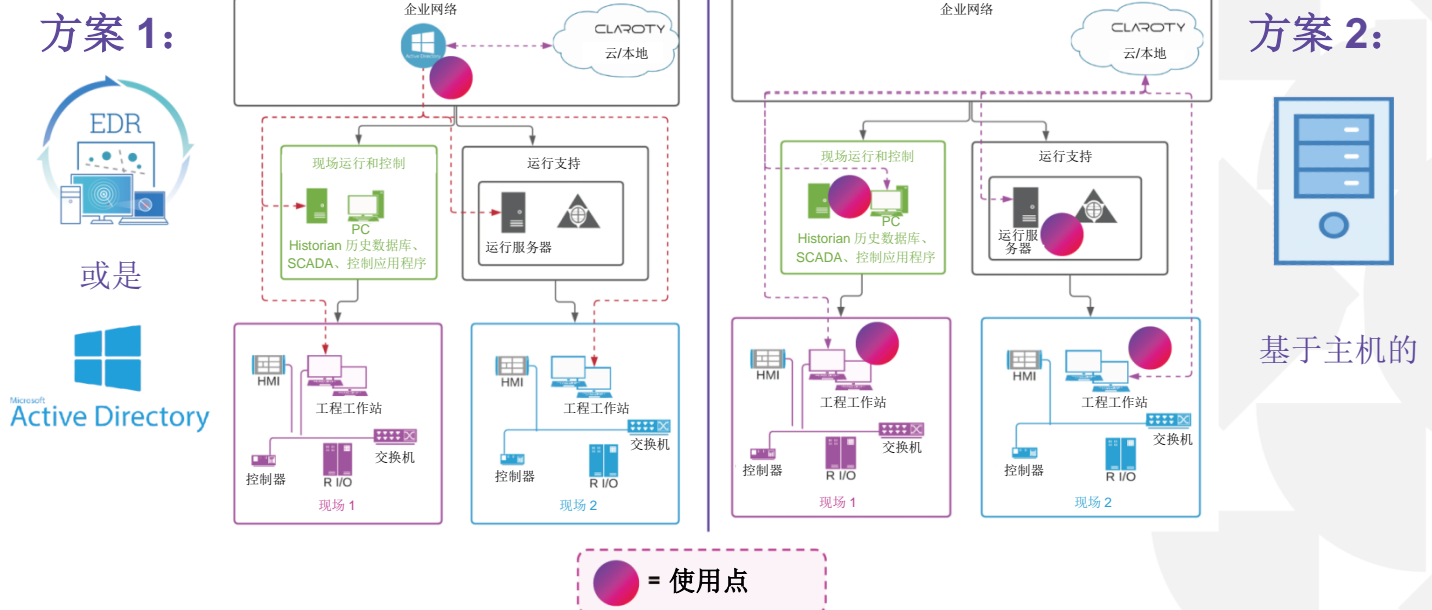 方案 1：
EDR
或是
Microsoft
Active Directory
企业网络
Active Directory
CLAROTY
云/本地
现场运行和控制
PC
Historian 历史数据库、
SCADA、控制应用程序
运行支持
运行服务器
HMI
工程工作站
交换机
控制器
R I/O
现场 1
HMI
工程工作站
交换机
控制器
R I/O
现场 2
企业网络
CLAROTY
云/本地
现场运行和控制
PC
Historian 历史数据库、
SCADA、控制应用程序
运行支持
运行服
务器
HMI
工程工作站
交换机
控制器
R I/O
现场 1
HMI
工程工作站
交换机
控制器
R I/O
现场 2
方案 2：
基于主机的
= 使用点